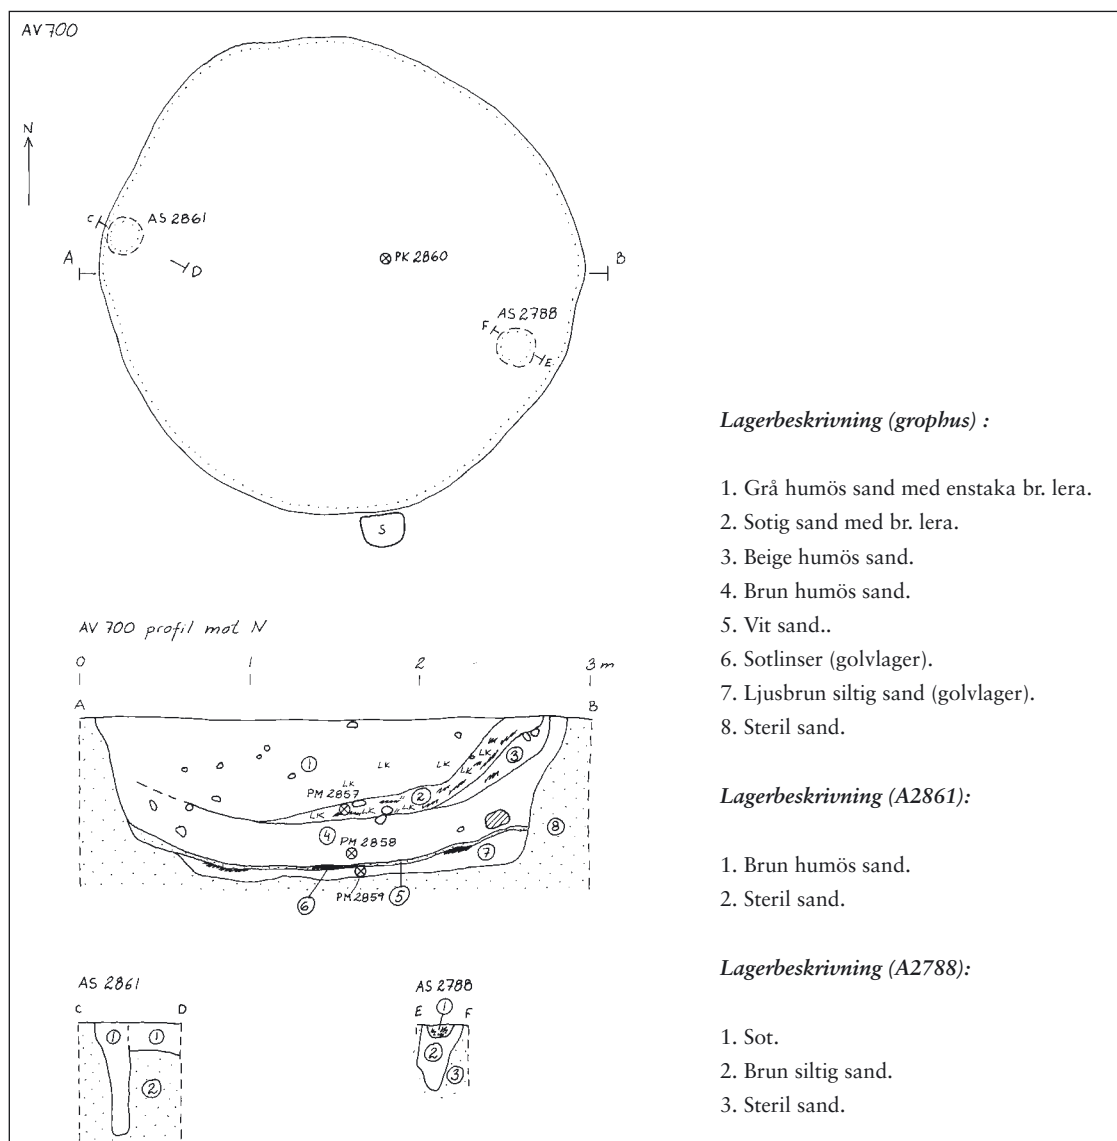 AV 700
N
C
AS 2861
A
D
PK 2860
B
AS 2788
F
E
S
Lagerbeskrivning (grophus) :
1. Grå humös sand med enstaka br. lera.
2. Sotig sand med br. lera.
3. Beige humös sand.
4. Brun humös sand.
5. Vit sand..
6. Sotlinser (golvlager).
7. Ljusbrun siltig sand (golvlager).
8. Steril sand.
AV 700 profil mot N
0 1 2 3 m
A B
1 LK LK LK LK 3
LK
PM 2857 2
LK LK LK
4 8
PM 2858 7
6 PM 2859 5
Lagerbeskrivning (A2861):
1. Brun humös sand.
2. Steril sand.
Lagerbeskrivning (A2788):
1. Sot.
2. Brun siltig sand.
3. Steril sand.
AS 2861
C D
1 1
2
AS 2788
E 1 F
2
3